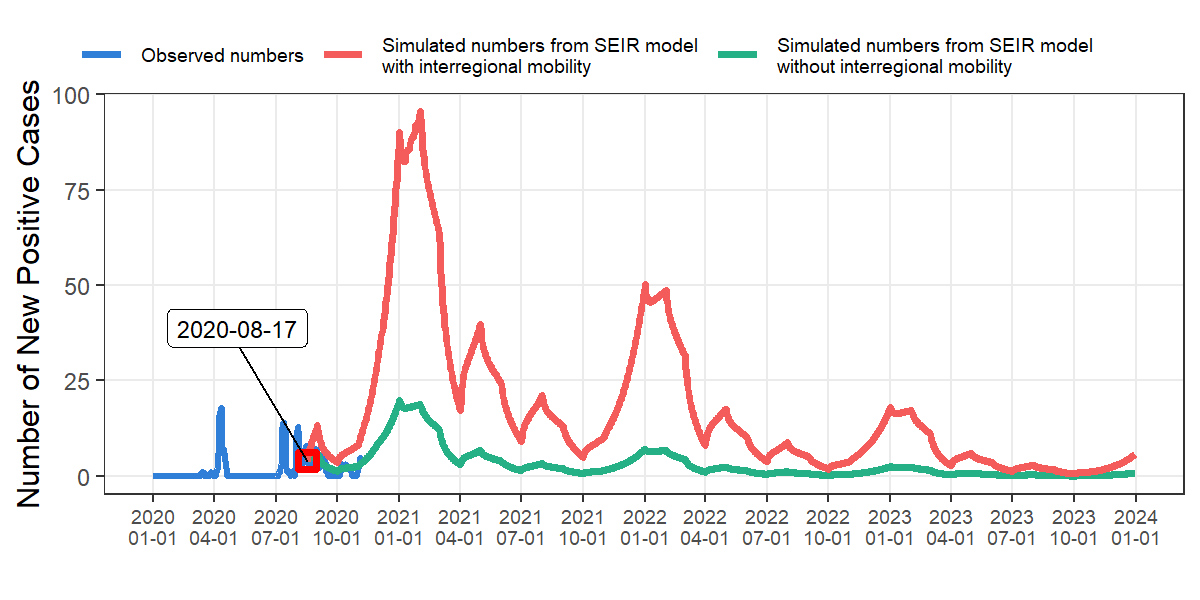 Observed numbers
Simulated numbers from SEIR model
with interregional mobility
Simulated numbers from SEIR model
without interregional mobility
Number of New Positive Cases
100
75
50
25
0
2020-08-17
2020 2020 2020 2020 2021 2021 2021 2021 2022 2022 2022 2022 2023 2023 2023 2023 2024
01-01 04-01 07-01 10-01 01-01 04-01 07-01 10-01 01-01 04-01 07-01 10-01 01-01 04-01 07-01 10-01 01-01